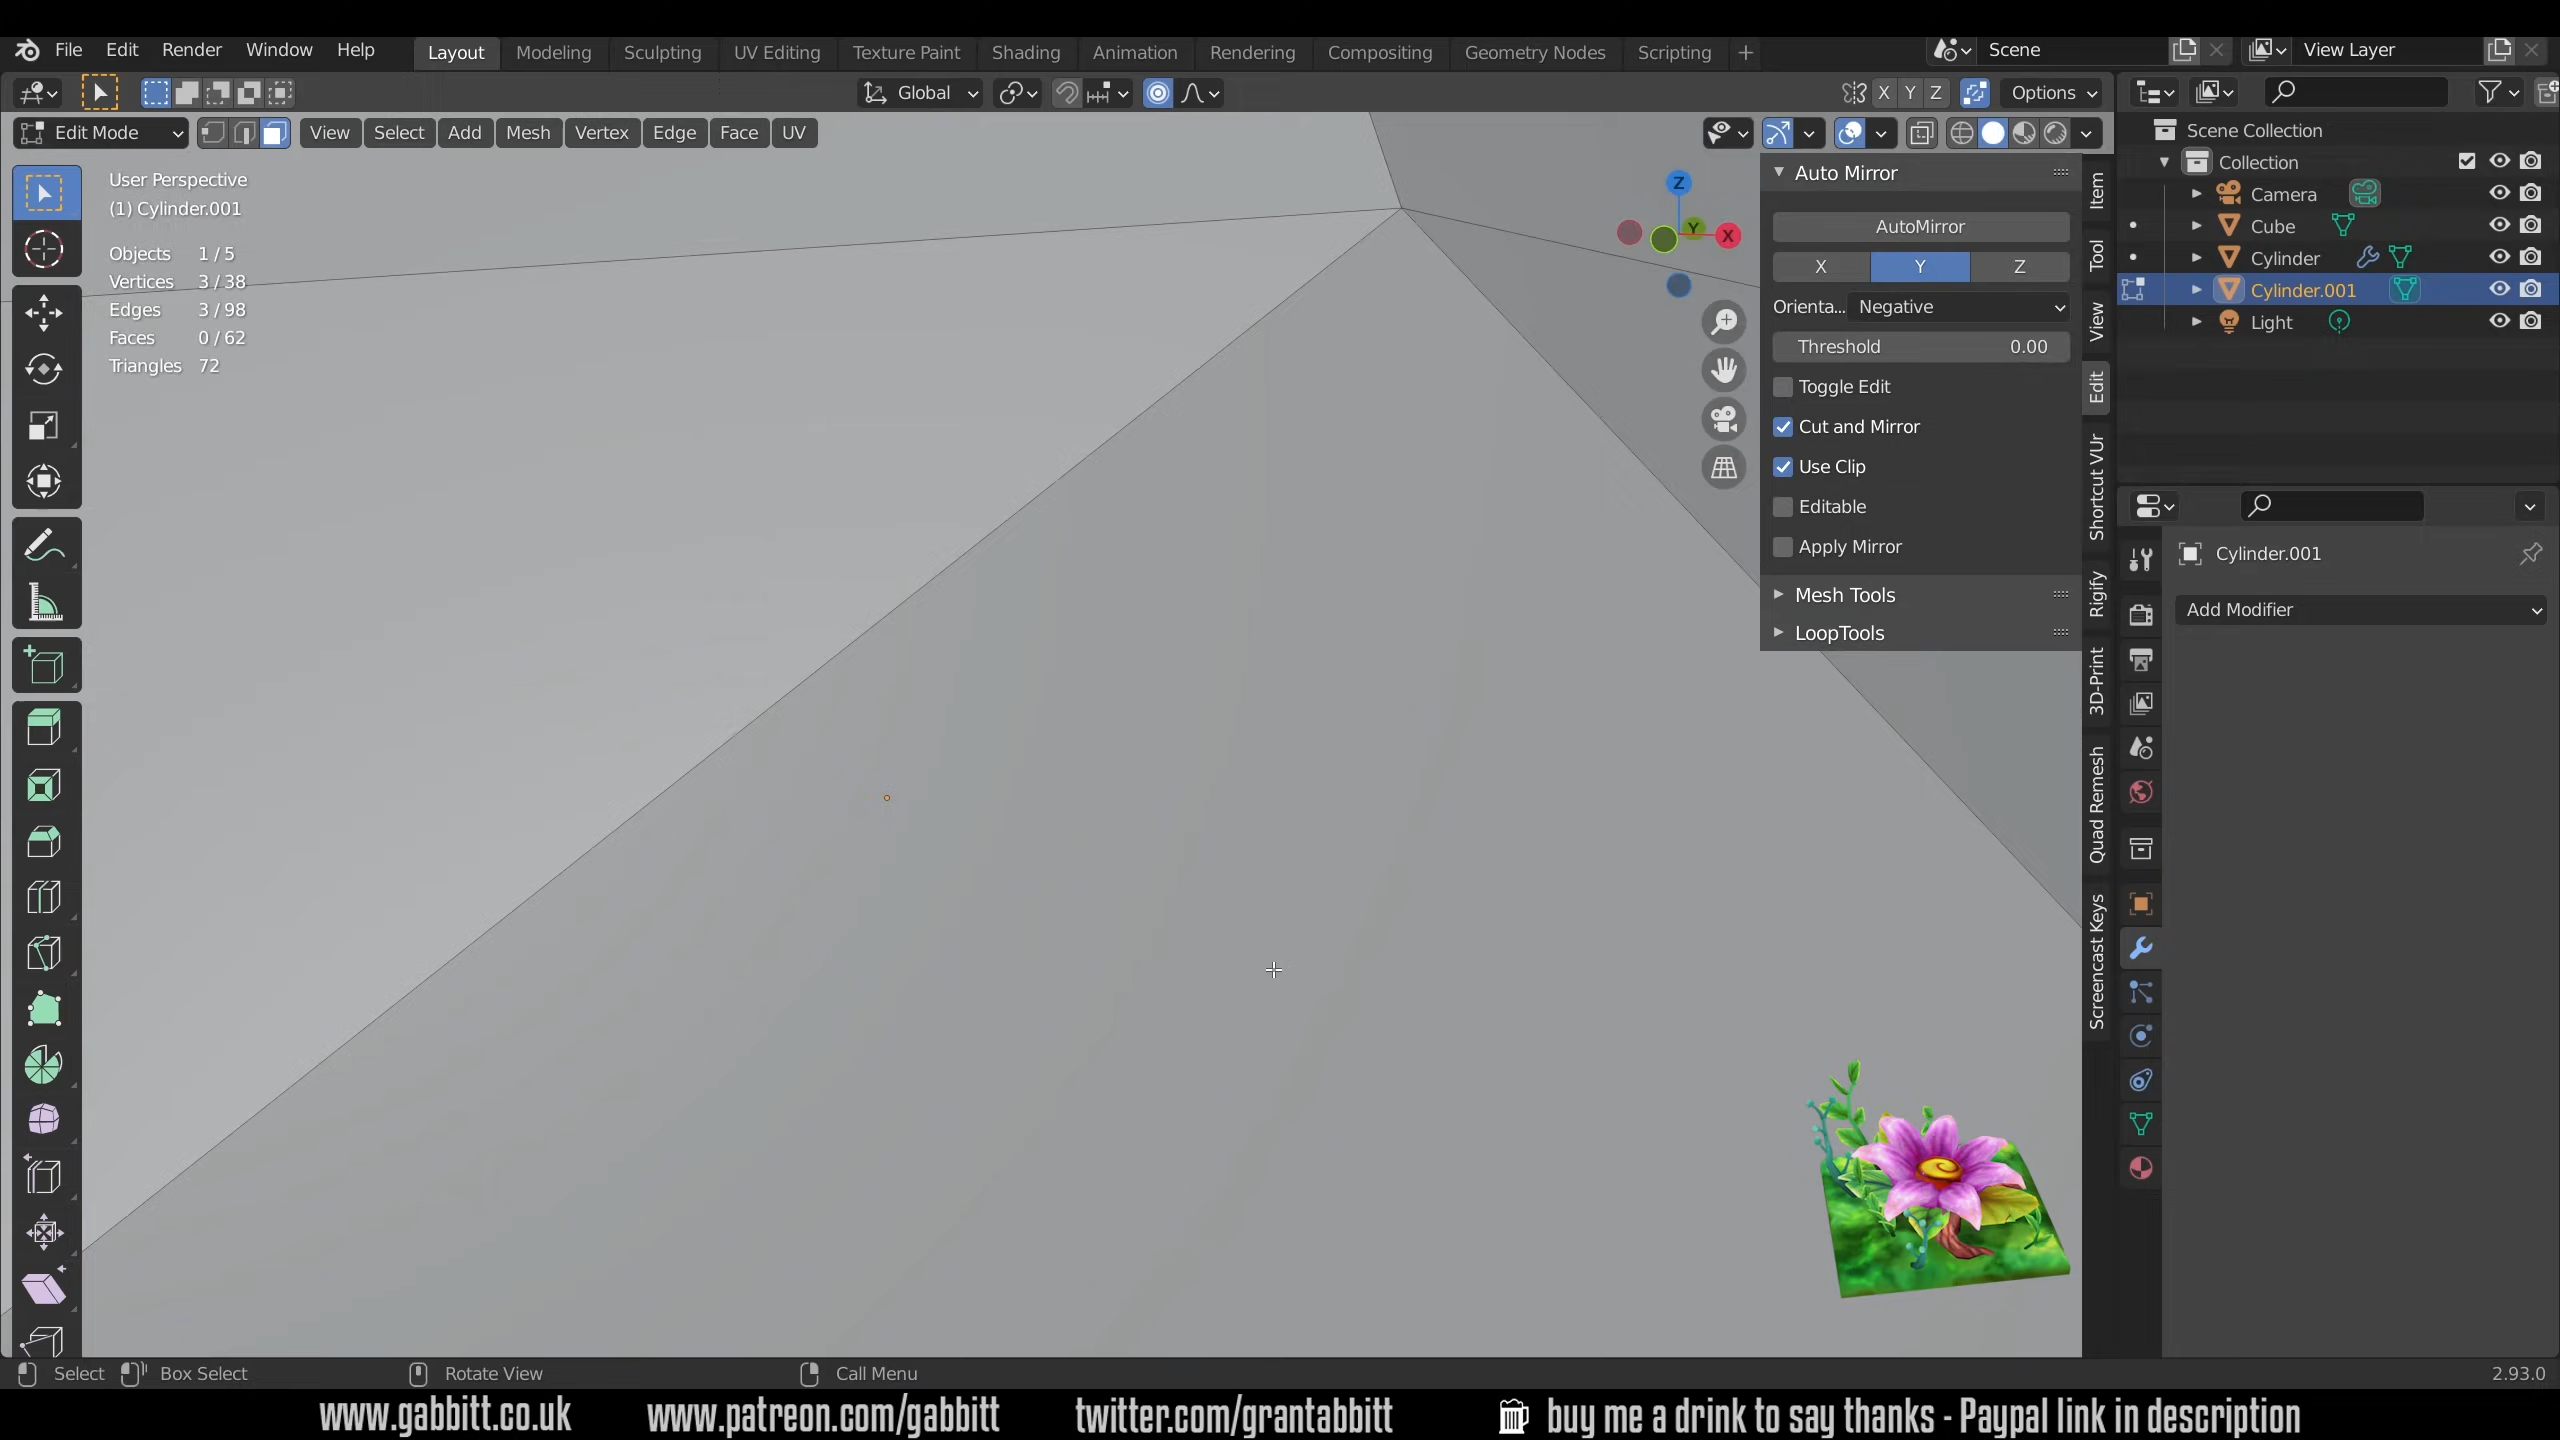 File Edit Render Window Help Layout Modeling Sculpting UV Editing Texture Paint Shading Animation Rendering Compositing Geometry Nodes Scripting + Scene View Layer
Global X Y Z Options
Edit Mode View Select Add Mesh Vertex Edge Face UV
User Perspective
(1) Cylinder.001
Objects 1 / 5
Vertices 3 / 38
Edges 3 / 98
Faces 0 / 62
Triangles 72
Z
Y
X
Auto Mirror
AutoMirror
X Y Z
Orienta... Negative
Threshold 0.00
Toggle Edit
Cut and Mirror
Use Clip
Editable
Apply Mirror
Mesh Tools
LoopTools
Item
Tool
View
Edit
Shortcut VUr
Rigify
3D-Print
Quad Remesh
Screencast Keys
Scene Collection
Collection
Camera
Cube
Cylinder
Cylinder.001
Light
Cylinder.001
Add Modifier
Select Box Select Rotate View Call Menu 2.93.0
www.gabbitt.co.uk www.patreon.com/gabbitt twitter.com/grantabbitt buy me a drink to say thanks - Paypal link in description